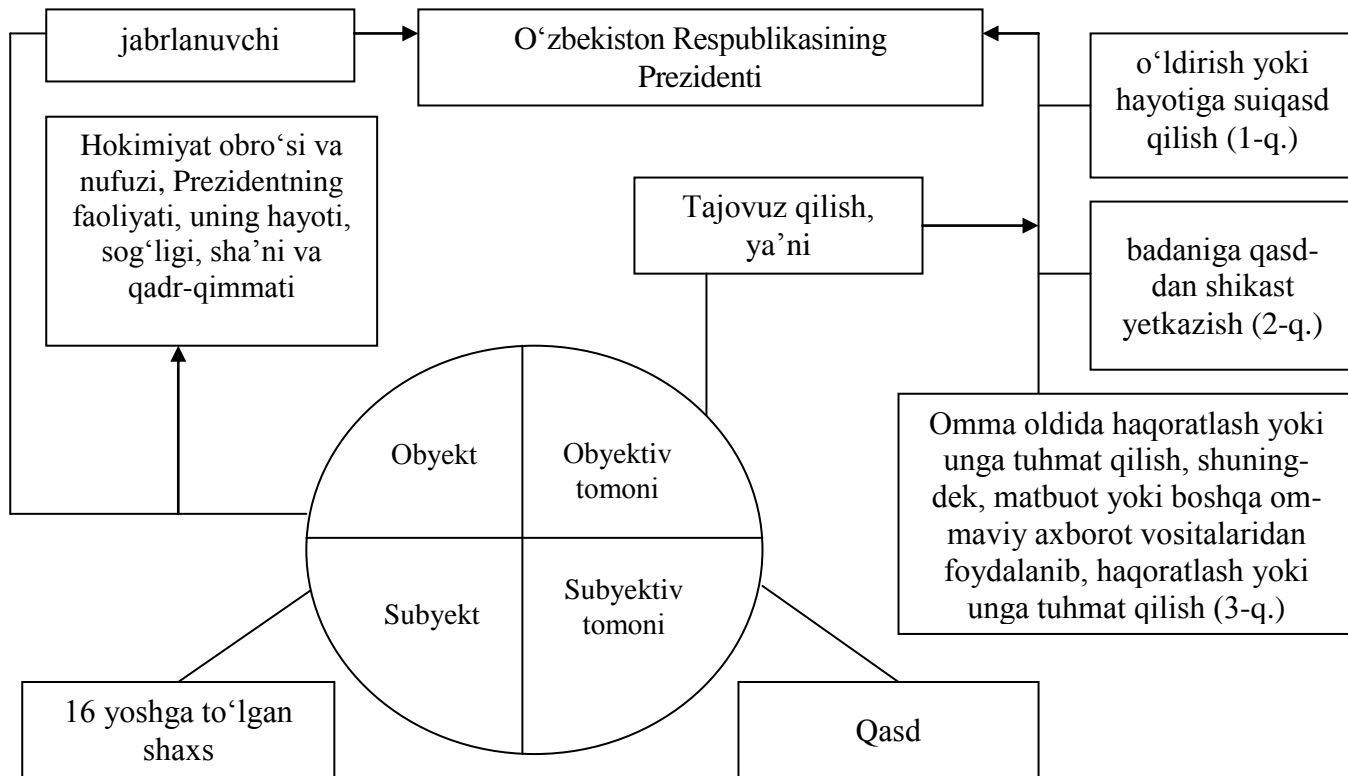 jabrlanuvchi
O‘zbekiston Respublikasining
Prezidenti
o‘ldirish yoki
hayotiga suiqasd
qilish (1-q.)
Hokimiyat obro‘si va
nufuzi, Prezidentning
faoliyati, uning hayoti,
sog‘ligi, sha’ni va
qadr-qimmati
Tajovuz qilish,
ya’ni
badaniga qasd-
dan shikast
yetkazish (2-q.)
Omma oldida haqoratlash yoki
unga tuhmat qilish, shuning-
dek, matbuot yoki boshqa om-
maviy axborot vositalaridan
foydalanib, haqoratlash yoki
unga tuhmat qilish (3-q.)
Obyekt
Obyektiv
tomoni
Subyekt
Subyektiv
tomoni
16 yoshga to‘lgan
shaxs
Qasd